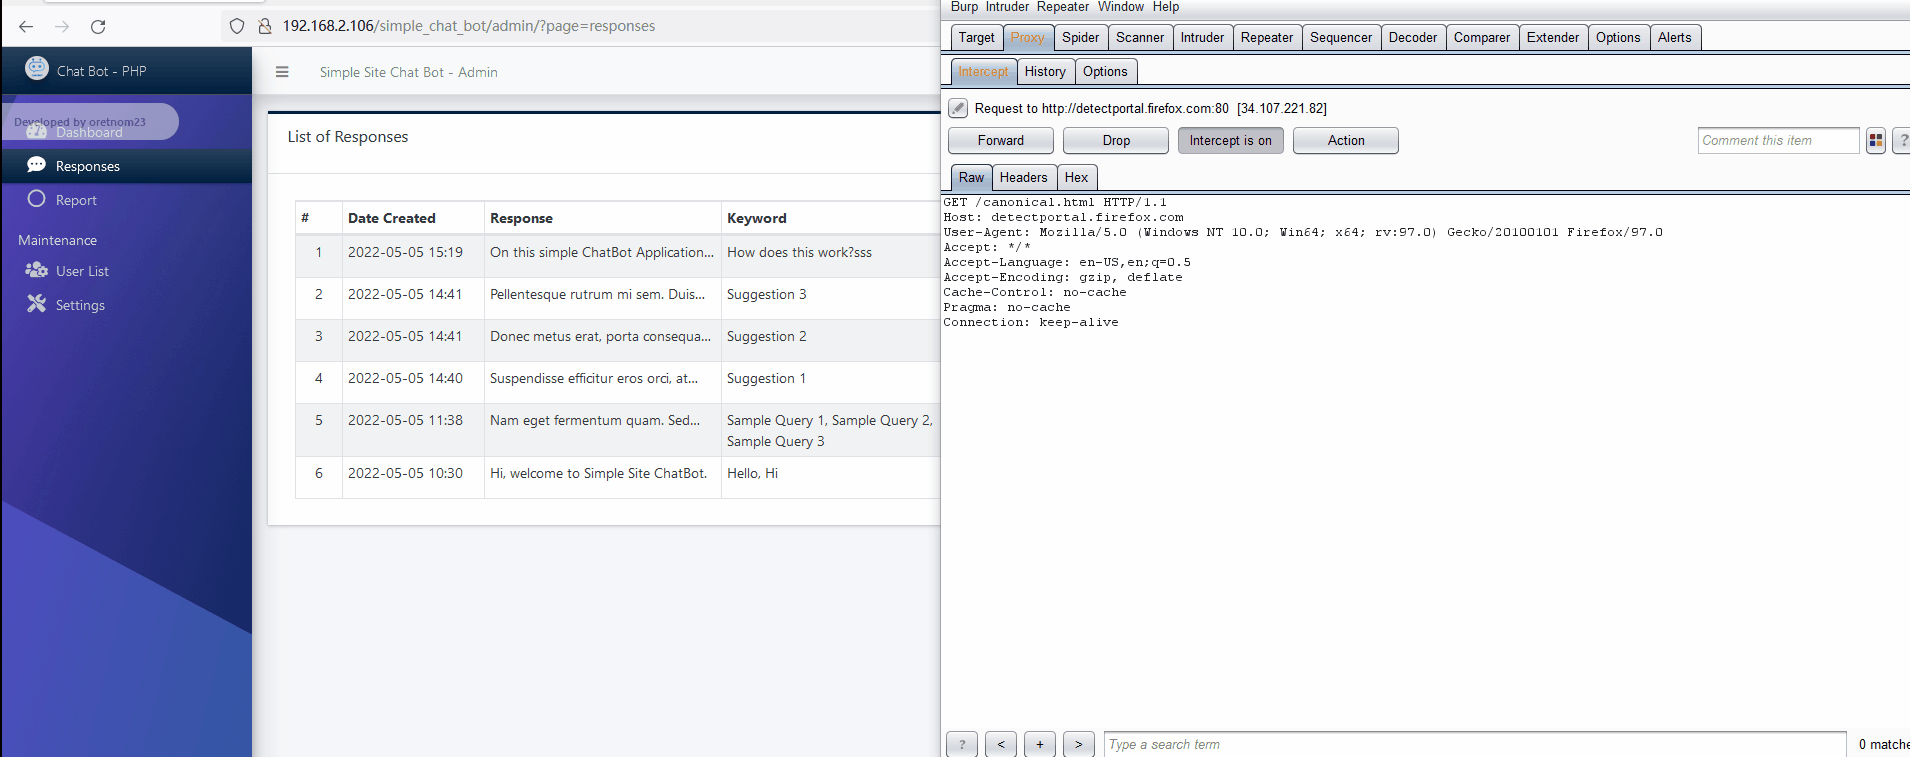 192.168.2.106/simple_chat_bot/admin/?page=responses
Chat Bot - PHP
Simple Site Chat Bot - Admin
Developed by oretnom23
Dashboard
Responses
Report
Maintenance
User List
Settings
List of Responses
# Date Created Response Keyword
1 2022-05-05 15:19 On this simple ChatBot Application... How does this work?sss
2 2022-05-05 14:41 Pellentesque rutrum mi sem. Duis... Suggestion 3
3 2022-05-05 14:41 Donec metus erat, porta consequa... Suggestion 2
4 2022-05-05 14:40 Suspendisse efficitur eros orci, at... Suggestion 1
5 2022-05-05 11:38 Nam eget fermentum quam. Sed... Sample Query 1, Sample Query 2,
Sample Query 3
6 2022-05-05 10:30 Hi, welcome to Simple Site ChatBot. Hello, Hi
Burp Intruder Repeater Window Help
Target Proxy Spider Scanner Intruder Repeater Sequencer Decoder Comparer Extender Options Alerts
Intercept History Options
Request to http://detectportal.firefox.com:80 [34.107.221.82]
Forward Drop Intercept is on Action Comment this item ?
Raw Headers Hex
GET /canonical.html HTTP/1.1
Host: detectportal.firefox.com
User-Agent: Mozilla/5.0 (Windows NT 10.0; Win64; x64; rv:97.0) Gecko/20100101 Firefox/97.0
Accept: */*
Accept-Language: en-US,en;q=0.5
Accept-Encoding: gzip, deflate
Cache-Control: no-cache
Pragma: no-cache
Connection: keep-alive
? < + > Type a search term 0 matche